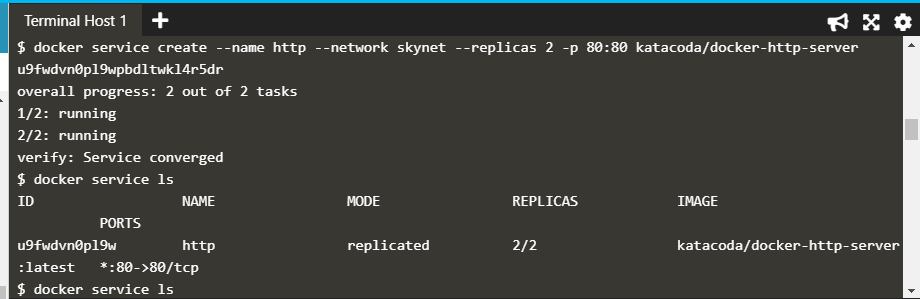 Terminal Host 1
$ docker service create --name http --network skynet --replicas 2 -p 80:80 katacoda/docker-http-server
u9fwdvn0pl9wpbdltwkl4r5dr
overall progress: 2 out of 2 tasks
1/2: running
2/2: running
verify: Service converged
$ docker service ls
ID                  NAME                MODE                REPLICAS            IMAGE
          PORTS
u9fwdvn0pl9w        http                replicated          2/2                 katacoda/docker-http-server
:latest   *:80->80/tcp
$ docker service ls